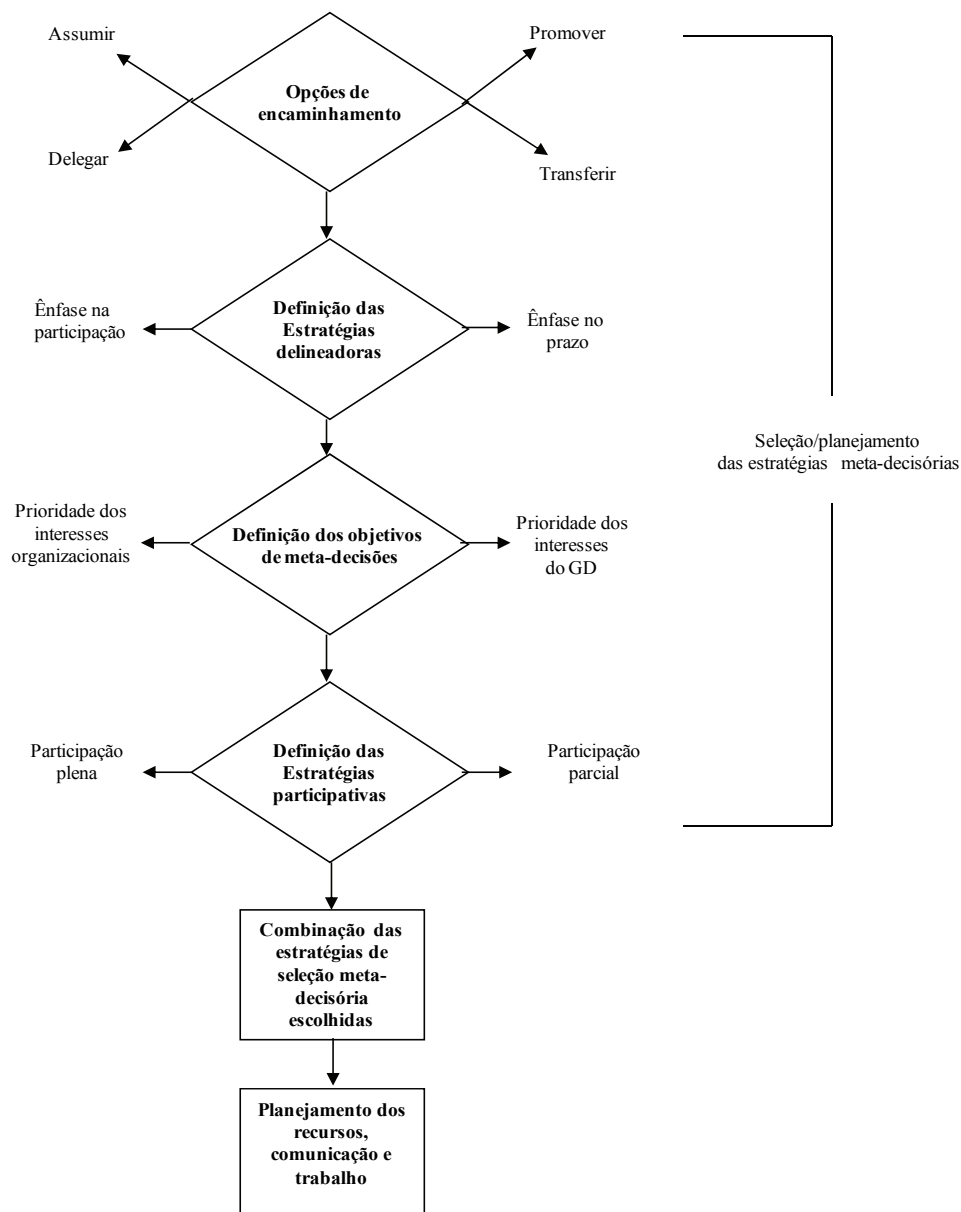 Assumir
Promover
Opções de
encaminhamento
Delegar
Transferir
Ênfase na
participação
Definição das
Estratégias
delineadoras
Ênfase no
prazo
Seleção/planejamento
das estratégias meta-decisórias
Prioridade dos
interesses
organizacionais
Definição dos objetivos
de meta-decisões
Prioridade dos
interesses
do GD
Participação
plena
Definição das
Estratégias
participativas
Participação
parcial
Combinação das
estratégias de
seleção meta-
decisória
escolhidas
Planejamento dos
recursos,
comunicação e
trabalho